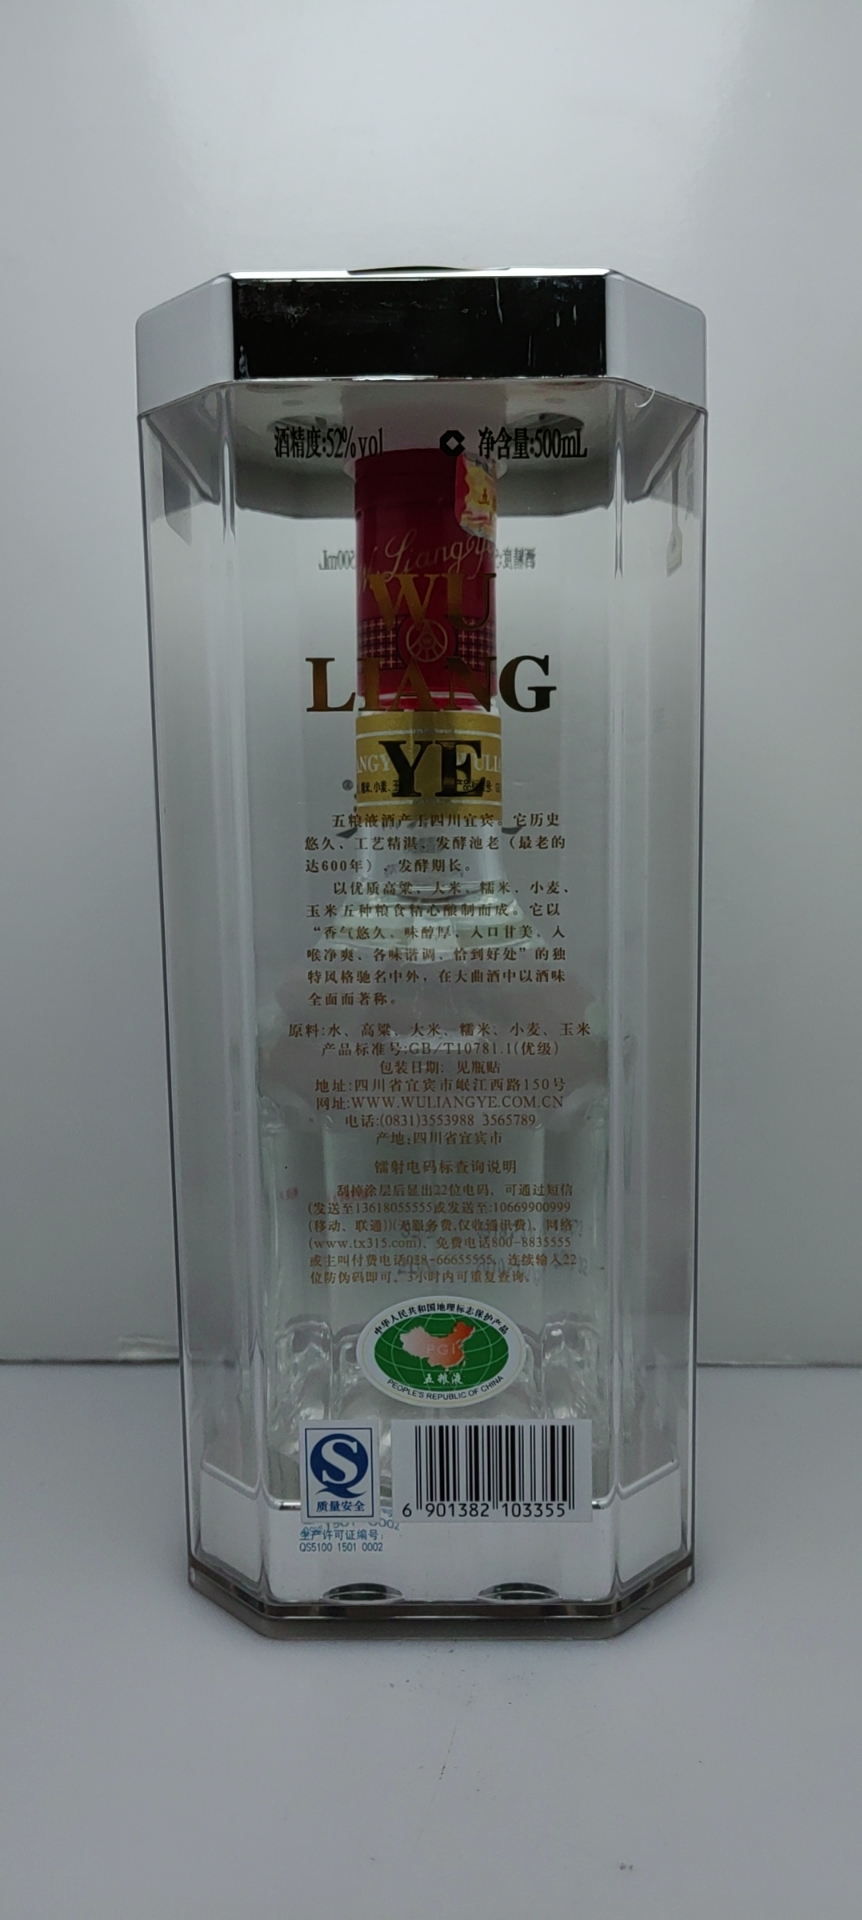 酒精度:52%vol 净含量:500mL
Liangye
WU
LIANG
YE
五粮液酒产于四川宜宾。它历史
悠久、工艺精湛、发酵池老（最老的
达600年）、发酵期长。
以优质高粱、大米、糯米、小麦、
玉米五种粮食精心酿制而成。它以
“香气悠久、味醇厚、入口甘美、入
喉净爽、各味谐调、恰到好处”的独
特风格驰名中外，在大曲酒中以酒味
全面而著称。
原料:水、高粱、大米、糯米、小麦、玉米
产品标准号:GB/T10781.1(优级)
包装日期: 见瓶贴
地址:四川省宜宾市岷江西路150号
网址:WWW.WULIANGYE.COM.CN
电话:(0831)3553988 3565789
产地:四川省宜宾市
镭射电码标查询说明
刮掉涂层后显出22位电码，可通过短信
(发送至13618055555或发送至:10669900999
(移动、联通))(无服务费,仅收通讯费)、网络
(www.tx315.com)、免费电话800-8835555
或主叫付费电话028-66655555，连续输入22
位防伪码即可，3小时内可重复查询。
中华人民共和国地理标志保护产品
PGI
五粮液
PEOPLE'S REPUBLIC OF CHINA
质量安全
6 901382 103355
生产许可证编号:
QS5100 1501 0002